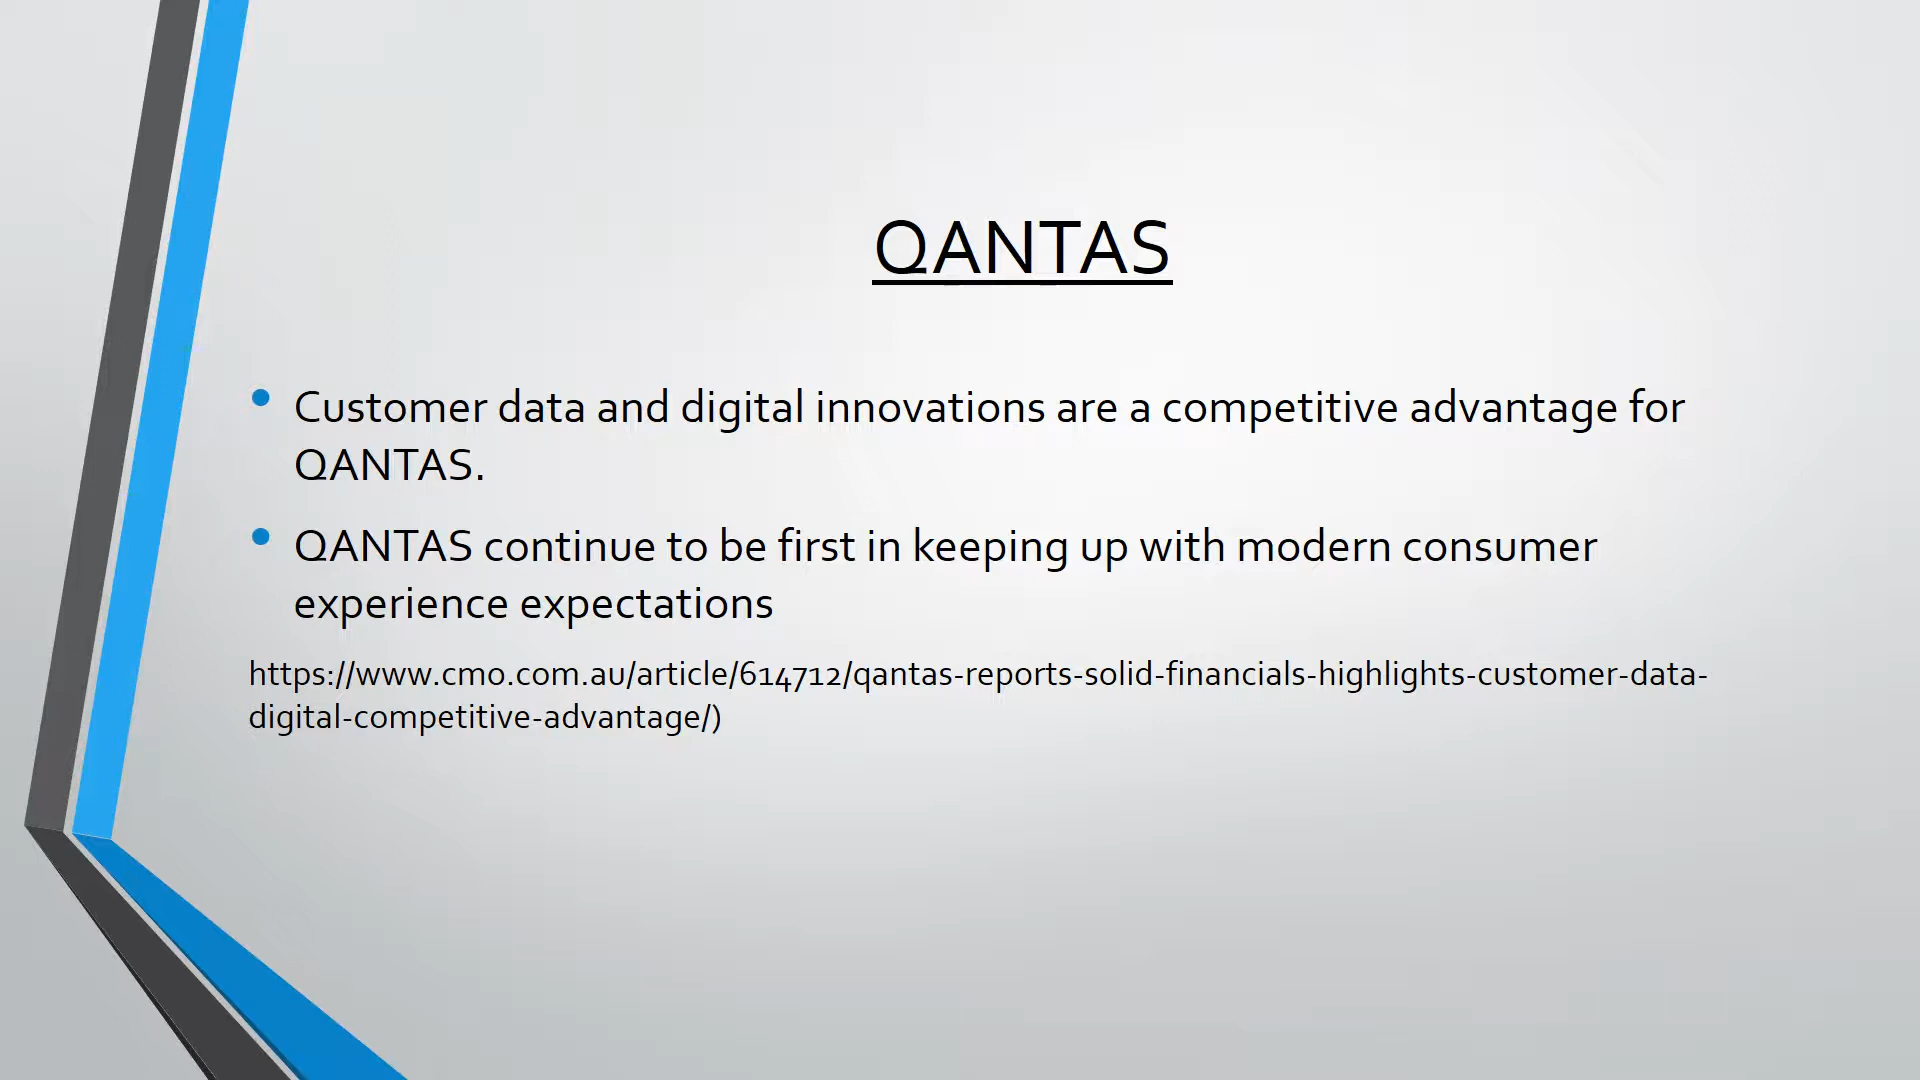 QANTAS
• Customer data and digital innovations are a competitive advantage for
QANTAS.
• QANTAS continue to be first in keeping up with modern consumer
experience expectations
https://www.cmo.com.au/article/614712/qantas-reports-solid-financials-highlights-customer-data-
digital-competitive-advantage/)